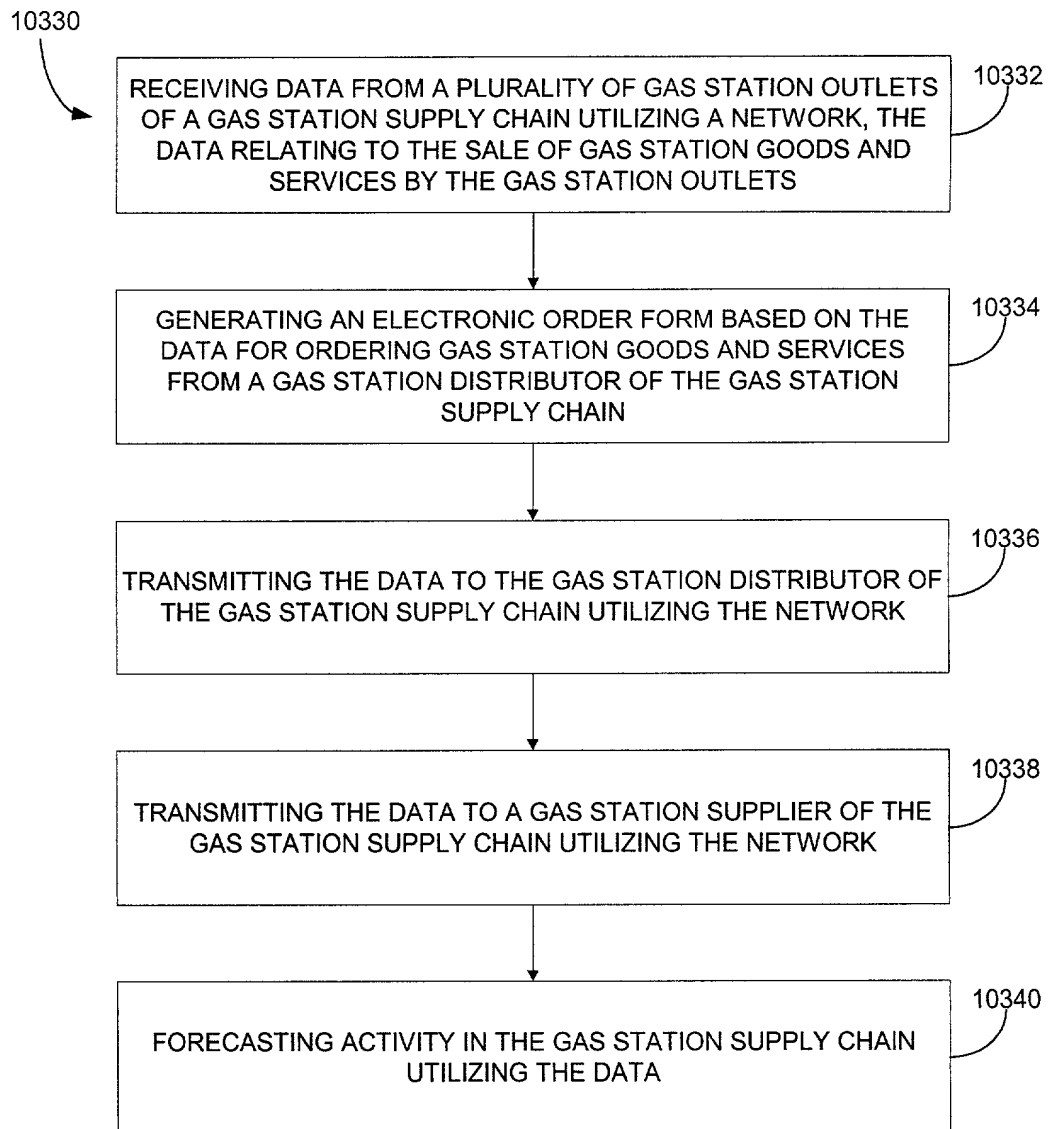 10330
RECEIVING DATA FROM A PLURALITY OF GAS STATION OUTLETS
OF A GAS STATION SUPPLY CHAIN UTILIZING A NETWORK, THE
DATA RELATING TO THE SALE OF GAS STATION GOODS AND
SERVICES BY THE GAS STATION OUTLETS
10332
GENERATING AN ELECTRONIC ORDER FORM BASED ON THE
DATA FOR ORDERING GAS STATION GOODS AND SERVICES
FROM A GAS STATION DISTRIBUTOR OF THE GAS STATION
SUPPLY CHAIN
10334
TRANSMITTING THE DATA TO THE GAS STATION DISTRIBUTOR OF
THE GAS STATION SUPPLY CHAIN UTILIZING THE NETWORK
10336
TRANSMITTING THE DATA TO A GAS STATION SUPPLIER OF THE
GAS STATION SUPPLY CHAIN UTILIZING THE NETWORK
10338
FORECASTING ACTIVITY IN THE GAS STATION SUPPLY CHAIN
UTILIZING THE DATA
10340